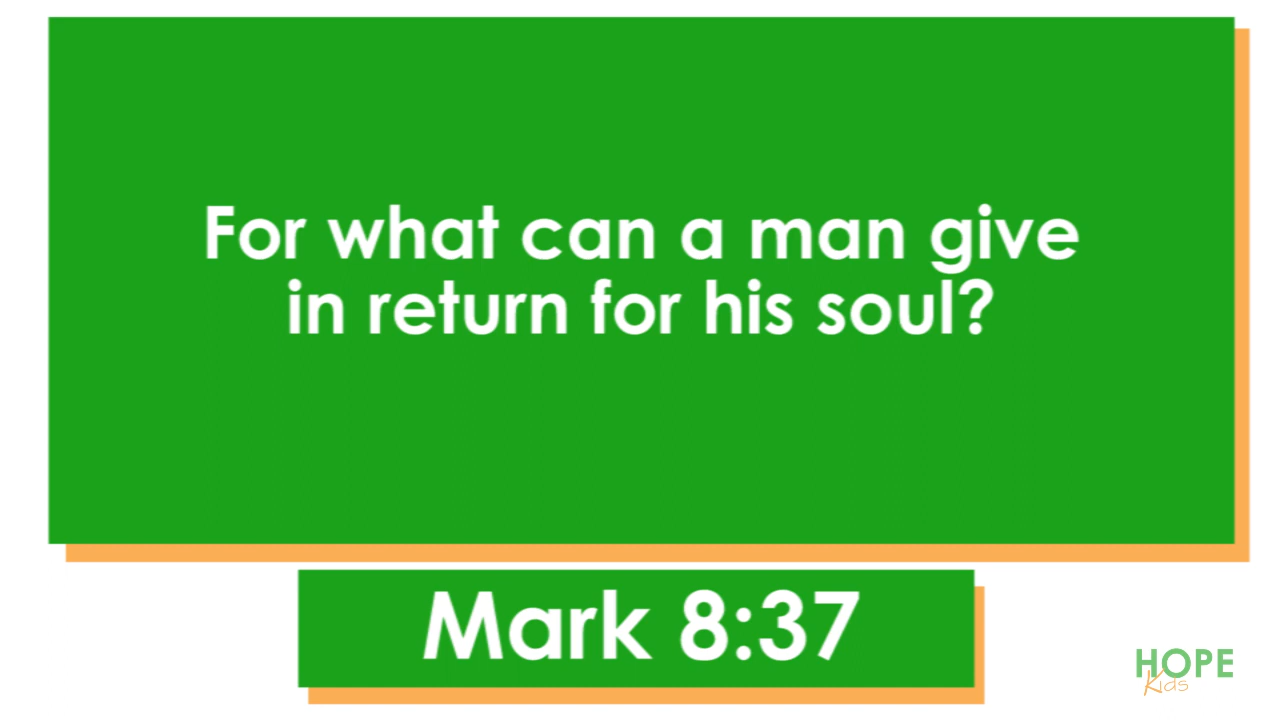 For what can a man give
in return for his soul?
Mark 8:37
HOPE
Kids